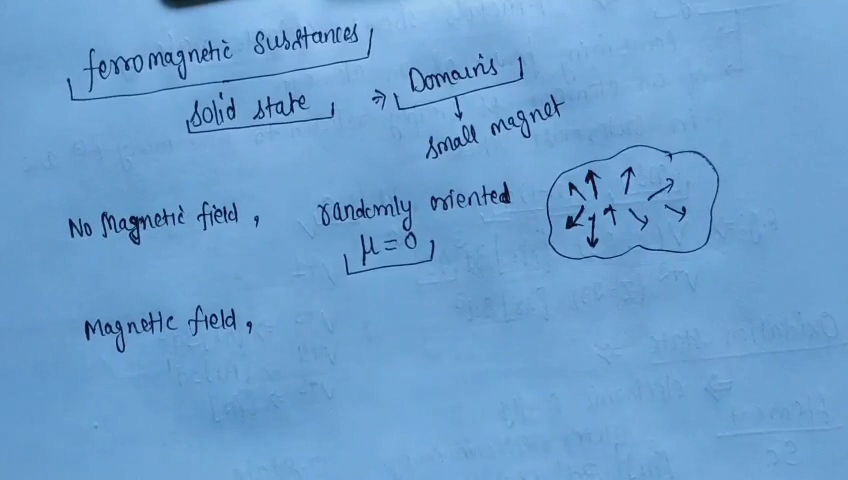 ferromagnetic substances
solid state ⇒ Domains
small magnet
No Magnetic field, randomly oriented
μ = 0
Magnetic field,